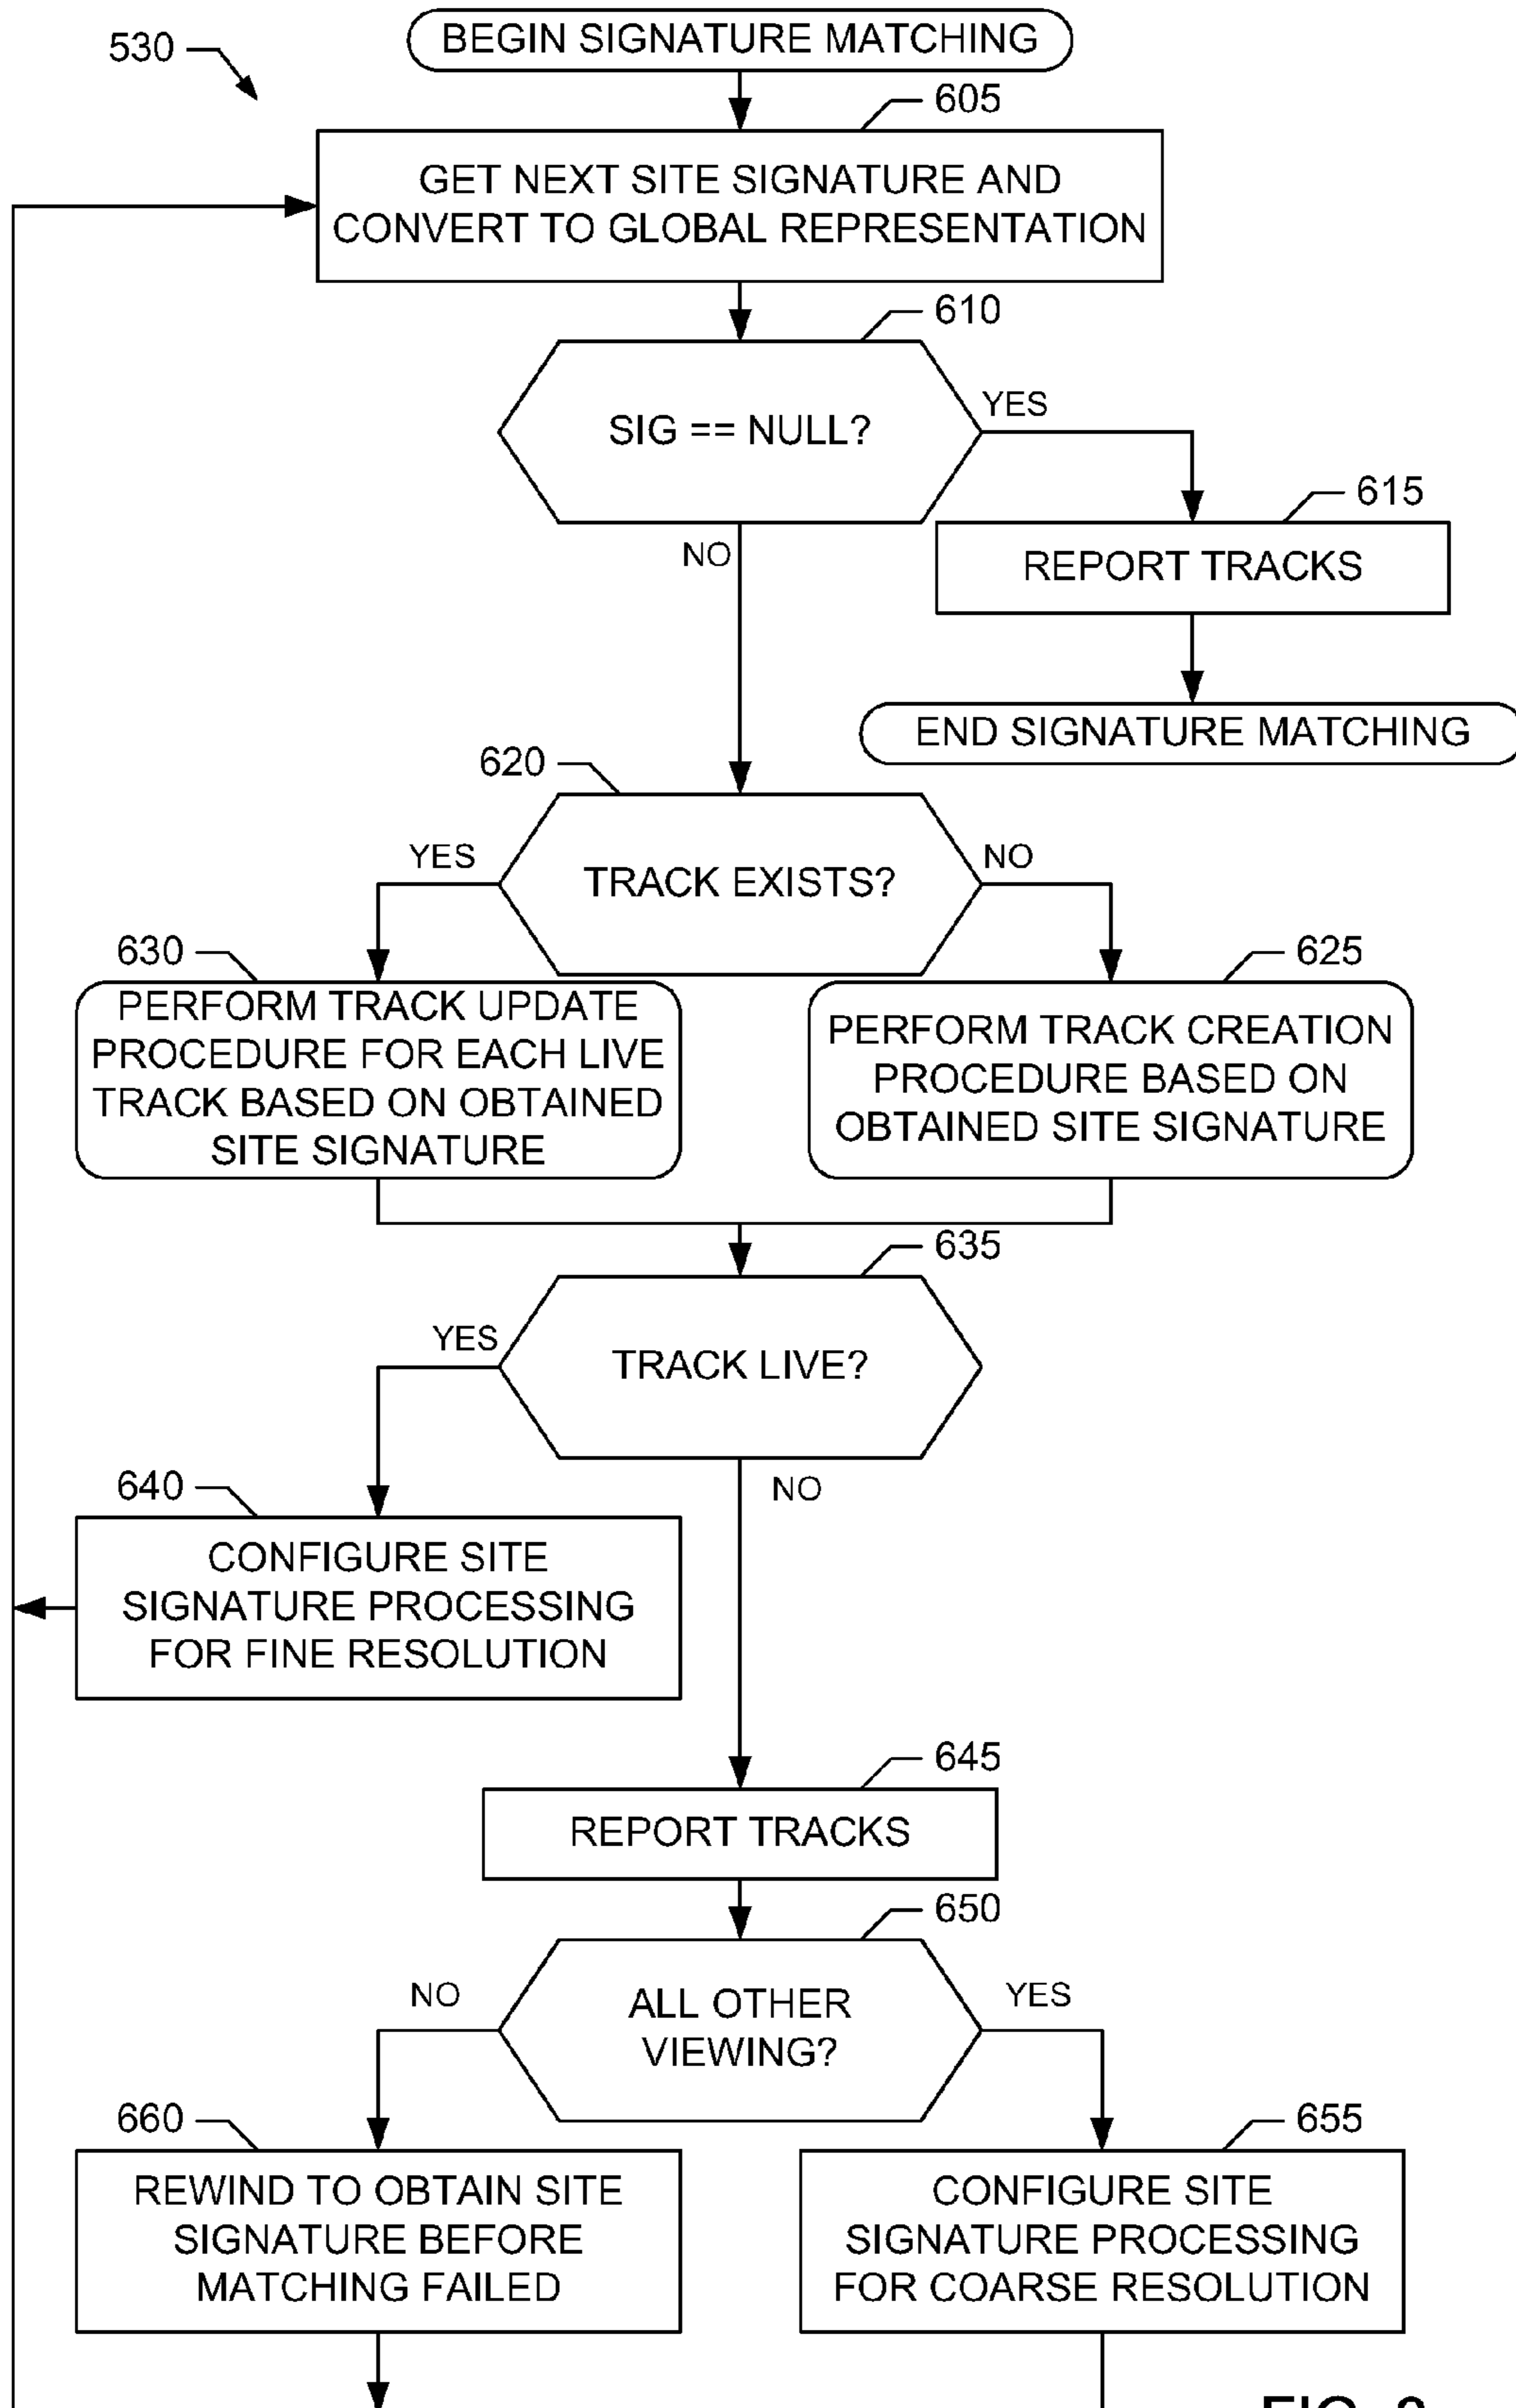 530
BEGIN SIGNATURE MATCHING
605
GET NEXT SITE SIGNATURE AND
CONVERT TO GLOBAL REPRESENTATION
610
SIG == NULL?
YES
NO
615
REPORT TRACKS
END SIGNATURE MATCHING
620
TRACK EXISTS?
YES
NO
630
PERFORM TRACK UPDATE
PROCEDURE FOR EACH LIVE
TRACK BASED ON OBTAINED
SITE SIGNATURE
625
PERFORM TRACK CREATION
PROCEDURE BASED ON
OBTAINED SITE SIGNATURE
635
TRACK LIVE?
YES
NO
640
CONFIGURE SITE
SIGNATURE PROCESSING
FOR FINE RESOLUTION
645
REPORT TRACKS
650
ALL OTHER
VIEWING?
NO
YES
660
REWIND TO OBTAIN SITE
SIGNATURE BEFORE
MATCHING FAILED
655
CONFIGURE SITE
SIGNATURE PROCESSING
FOR COARSE RESOLUTION
FIG.